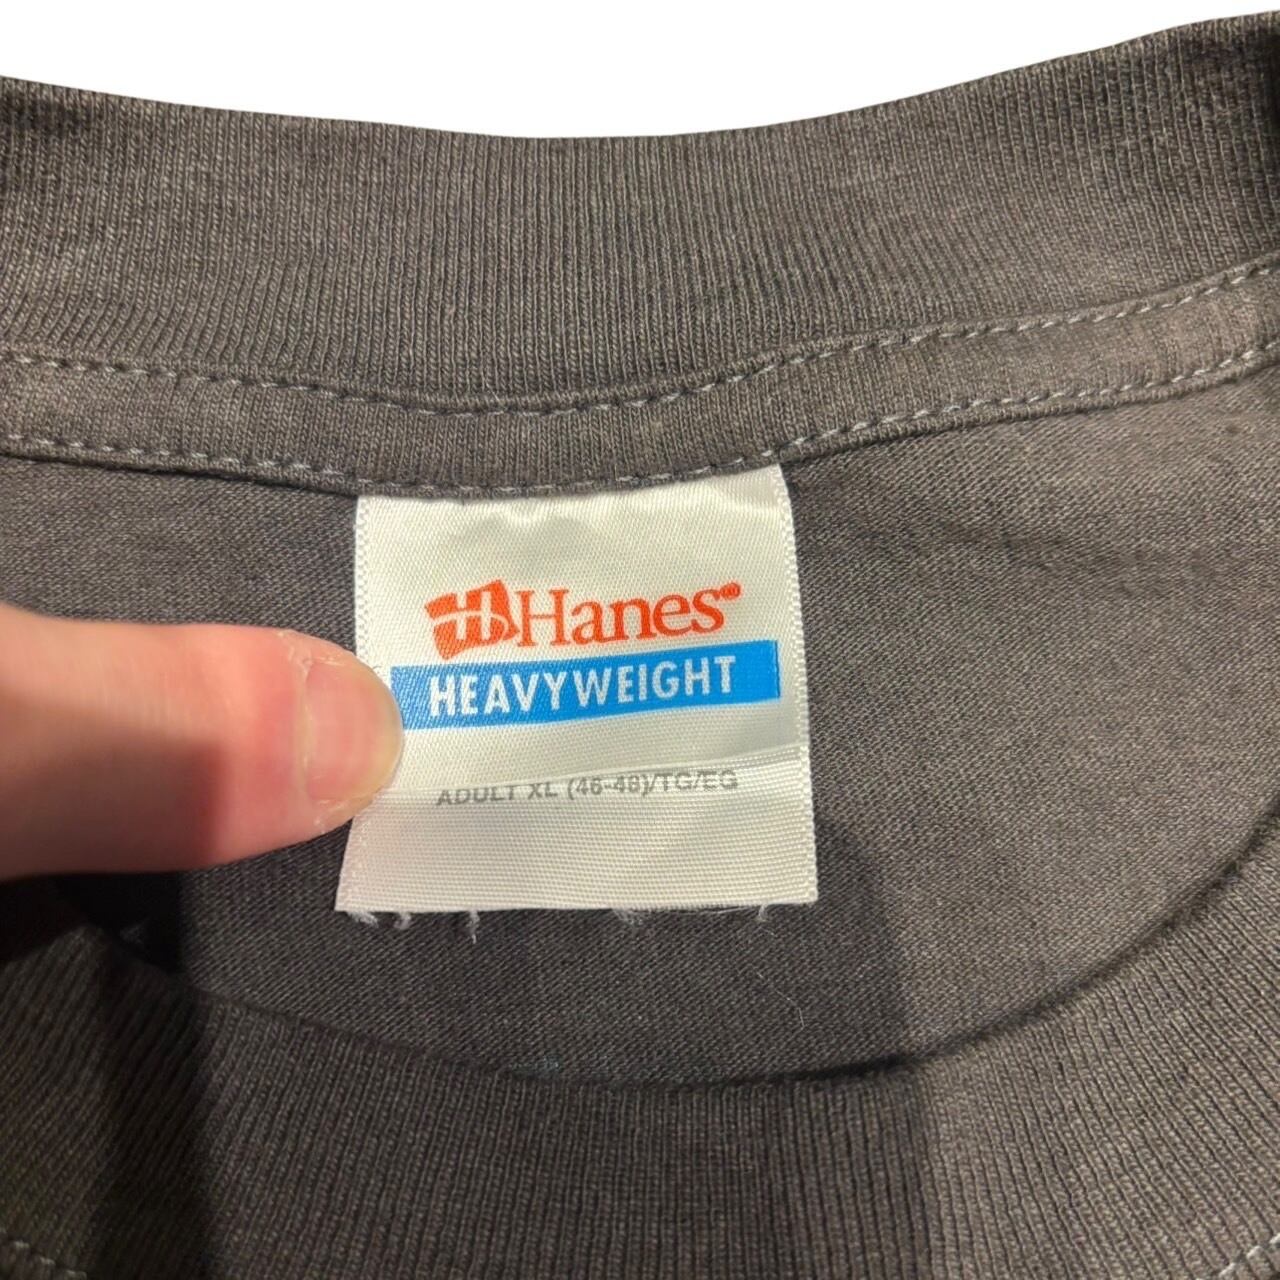 Hanes
HEAVYWEIGHT
ADULT XL (46-48)/TG/EG